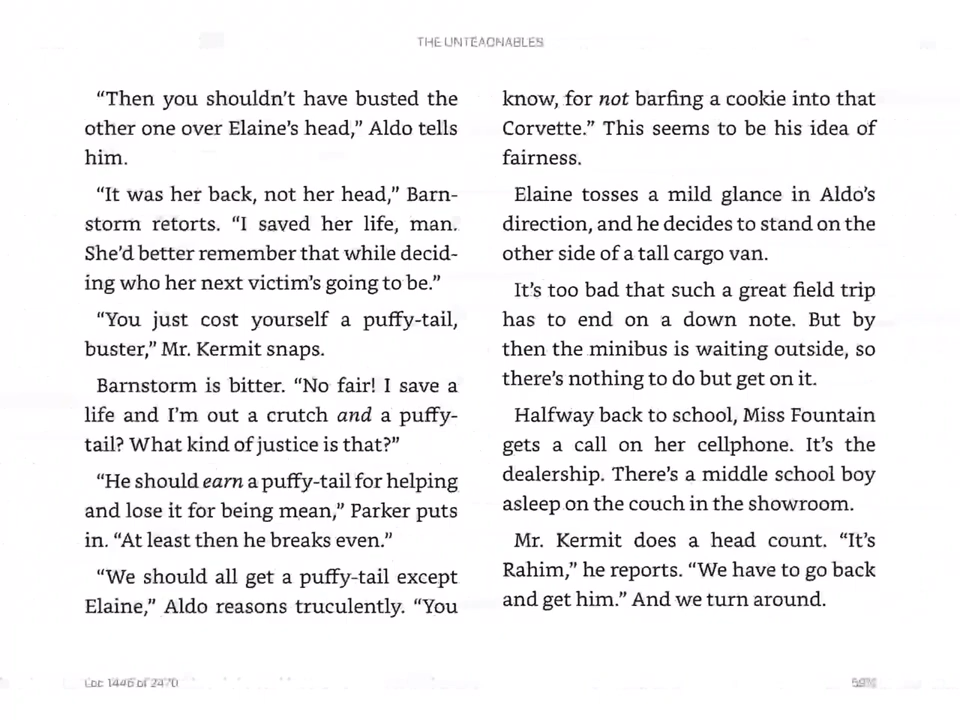 THE UNTEACHABLES
“Then you shouldn’t have busted the
other one over Elaine’s head,” Aldo tells
him.
“It was her back, not her head,” Barn-
storm retorts. “I saved her life, man.
She’d better remember that while decid-
ing who her next victim’s going to be.”
“You just cost yourself a puffy-tail,
buster,” Mr. Kermit snaps.
Barnstorm is bitter. “No fair! I save a
life and I’m out a crutch and a puffy-
tail? What kind of justice is that?”
“He should earn a puffy-tail for helping
and lose it for being mean,” Parker puts
in. “At least then he breaks even.”
“We should all get a puffy-tail except
Elaine,” Aldo reasons truculently. “You
know, for not barfing a cookie into that
Corvette.” This seems to be his idea of
fairness.
Elaine tosses a mild glance in Aldo’s
direction, and he decides to stand on the
other side of a tall cargo van.
It’s too bad that such a great field trip
has to end on a down note. But by
then the minibus is waiting outside, so
there’s nothing to do but get on it.
Halfway back to school, Miss Fountain
gets a call on her cellphone. It’s the
dealership. There’s a middle school boy
asleep on the couch in the showroom.
Mr. Kermit does a head count. “It’s
Rahim,” he reports. “We have to go back
and get him.” And we turn around.
Loc 1446 of 2470